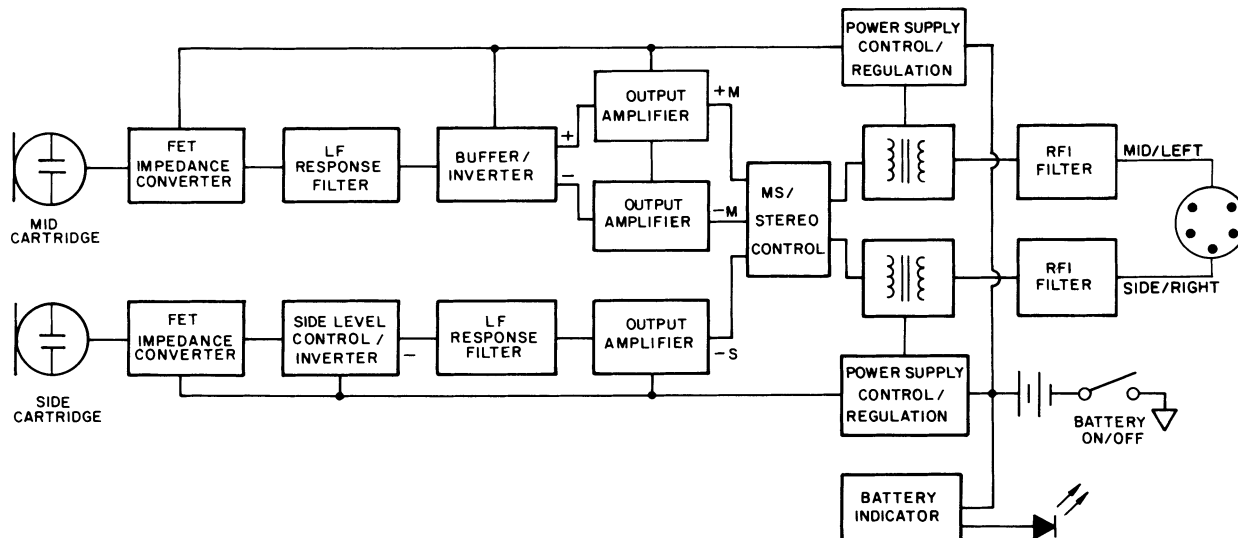 POWER SUPPLY
CONTROL/
REGULATION
OUTPUT
AMPLIFIER
+M
FET
IMPEDANCE
CONVERTER
LF
RESPONSE
FILTER
BUFFER/
INVERTER
+
−
OUTPUT
AMPLIFIER
−M
MS/
STEREO
CONTROL
RFI
FILTER
MID/LEFT
MID
CARTRIDGE
RFI
FILTER
SIDE/RIGHT
FET
IMPEDANCE
CONVERTER
SIDE LEVEL
CONTROL/
INVERTER
−
LF
RESPONSE
FILTER
OUTPUT
AMPLIFIER
−S
POWER SUPPLY
CONTROL/
REGULATION
SIDE
CARTRIDGE
BATTERY
ON/OFF
BATTERY
INDICATOR